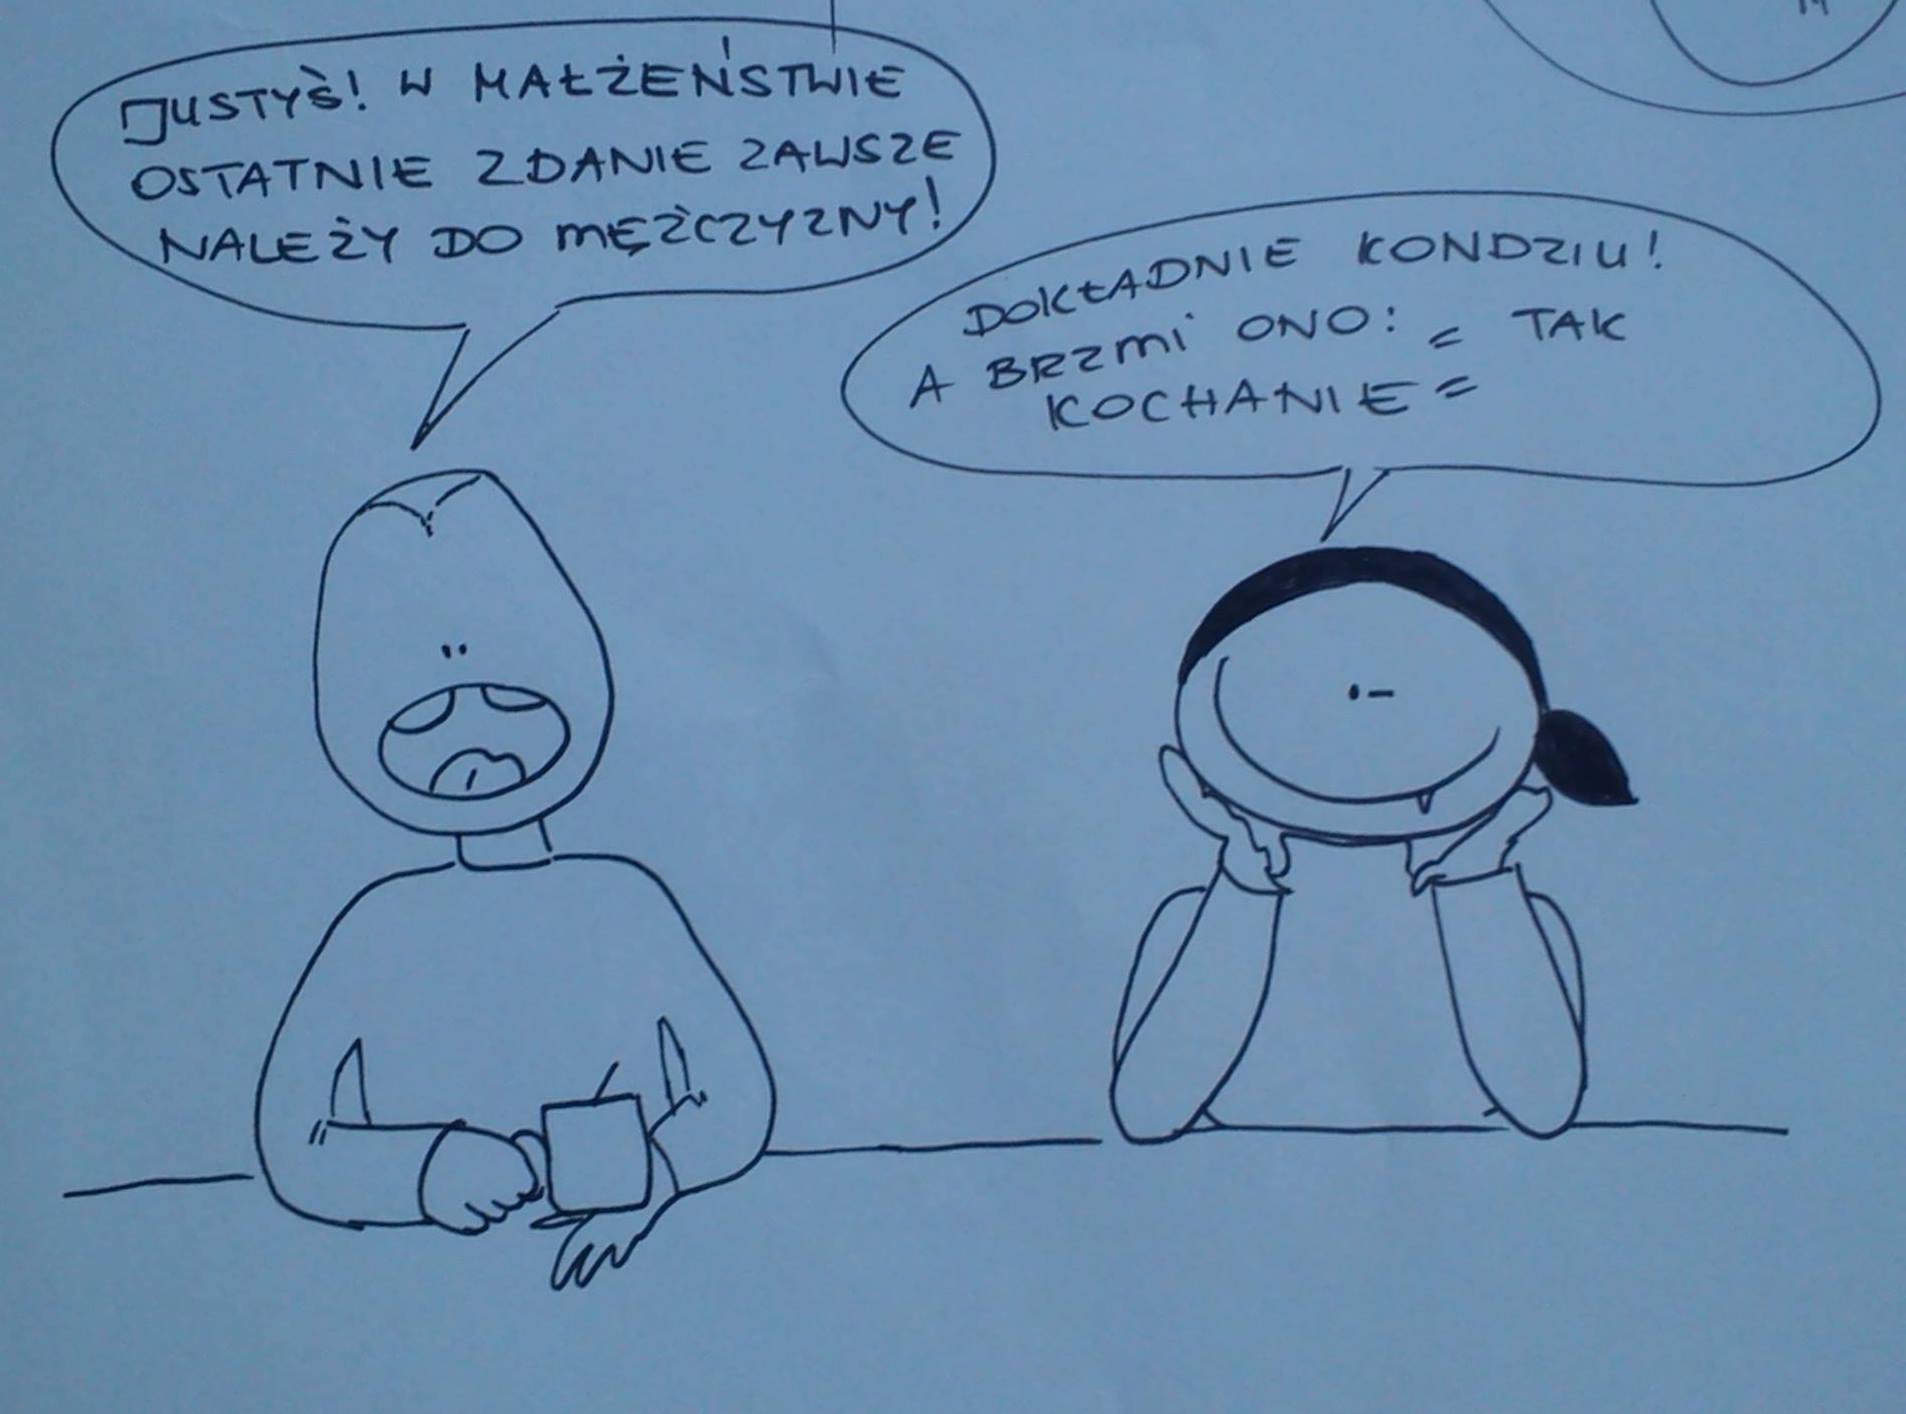 JUSTYŚ! W MAŁŻEŃSTWIE
OSTATNIE ZDANIE ZAWSZE
NALEŻY DO MĘŻCZYZNY!
DOKŁADNIE KONDZIU!
A BRZMI ONO: = TAK
KOCHANIE =